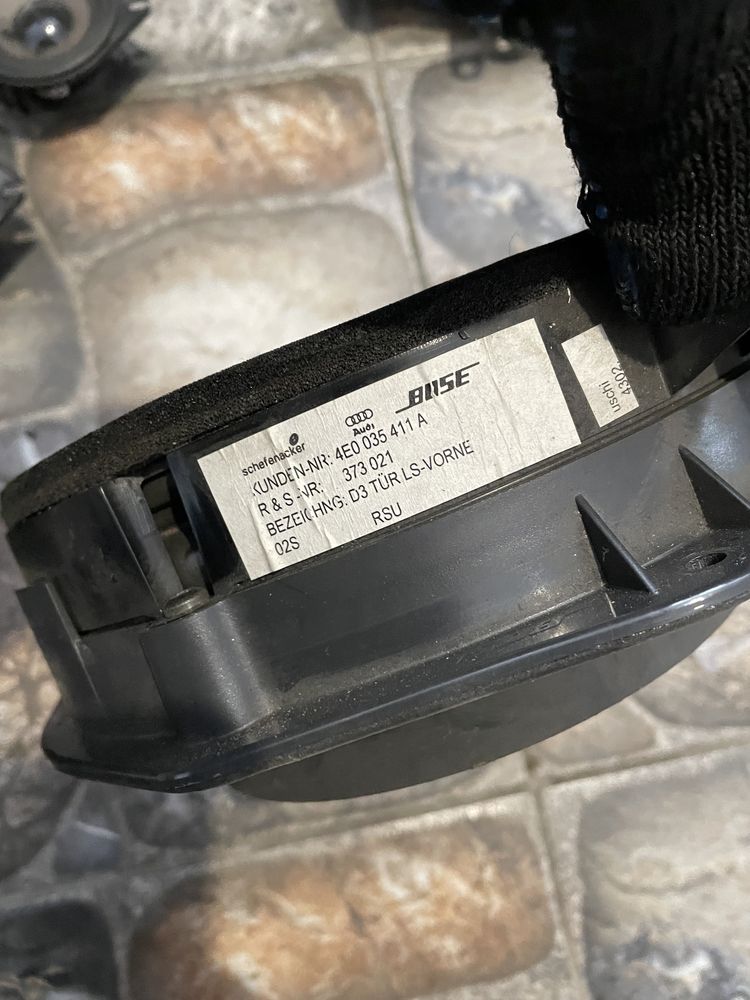 schefenacker
Audi
BOSE
KUNDEN-NR: 4E0 035 411 A
R & S -NR: 373 021
BEZEICHNG: D3 TÜR LS-VORNE
02S RSU
uschi
4302